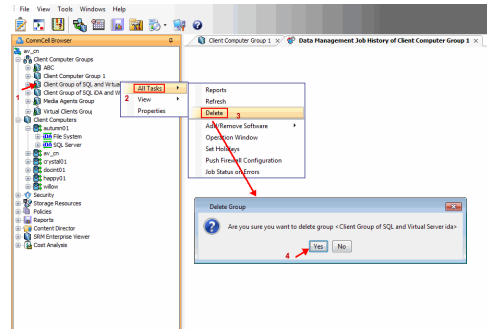 File View Tools Windows Help
CommCell Browser
Client Computer Group 1 × Data Management Job History of Client Computer Group 1 ×
av_cn
Client Computer Groups
ABC
Client Computer Group 1
Client Group of SQL and Virtua
Client Group of SQL iDA and W
Media Agents Group
Virtual Clients Grou
Client Computers
autumn01
File System
SQL Server
av_cn
crystal01
docint01
happy01
willow
Security
Storage Resources
Policies
Reports
Content Director
SRM Enterprise Viewer
Cost Analysis
1
2
All Tasks
View
Properties
Reports
Refresh
Delete 3
Add/Remove Software
Operation Window
Set Holidays
Push Firewall Configuration
Job Status on Errors
Delete Group
Are you sure you want to delete group <Client Group of SQL and Virtual Server ida>
4 Yes No